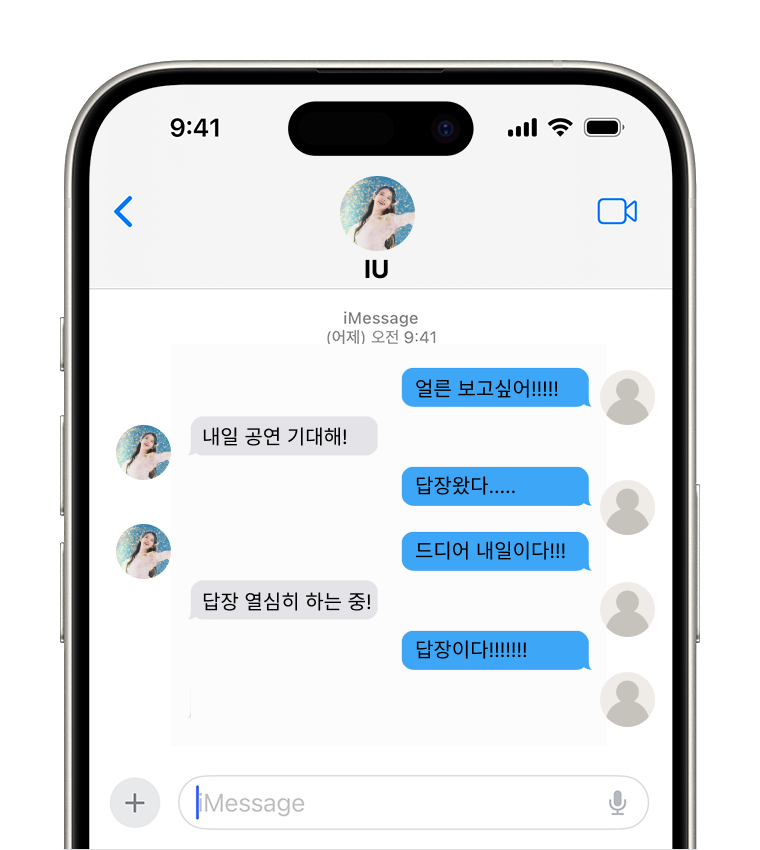 9:41
IU
iMessage
(어제) 오전 9:41
얼른 보고싶어!!!!!
내일 공연 기대해!
답장왔다.....
드디어 내일이다!!!
답장 열심히 하는 중!
답장이다!!!!!!!
iMessage